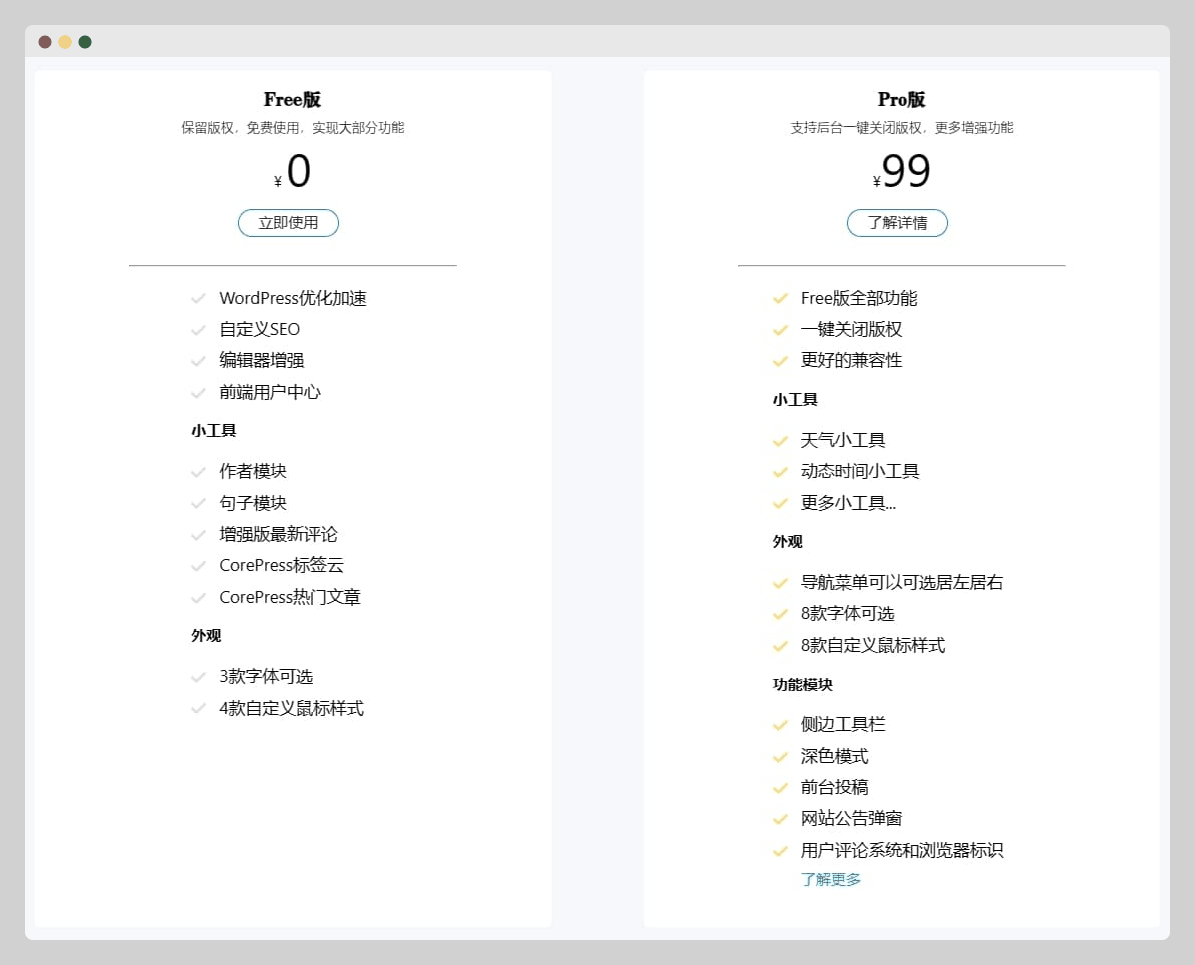 Free版
保留版权，免费使用，实现大部分功能
¥0
立即使用
WordPress优化加速
自定义SEO
编辑器增强
前端用户中心
小工具
作者模块
句子模块
增强版最新评论
CorePress标签云
CorePress热门文章
外观
3款字体可选
4款自定义鼠标样式
Pro版
支持后台一键关闭版权，更多增强功能
¥99
了解详情
Free版全部功能
一键关闭版权
更好的兼容性
小工具
天气小工具
动态时间小工具
更多小工具...
外观
导航菜单可以可选居左居右
8款字体可选
8款自定义鼠标样式
功能模块
侧边工具栏
深色模式
前台投稿
网站公告弹窗
用户评论系统和浏览器标识
了解更多